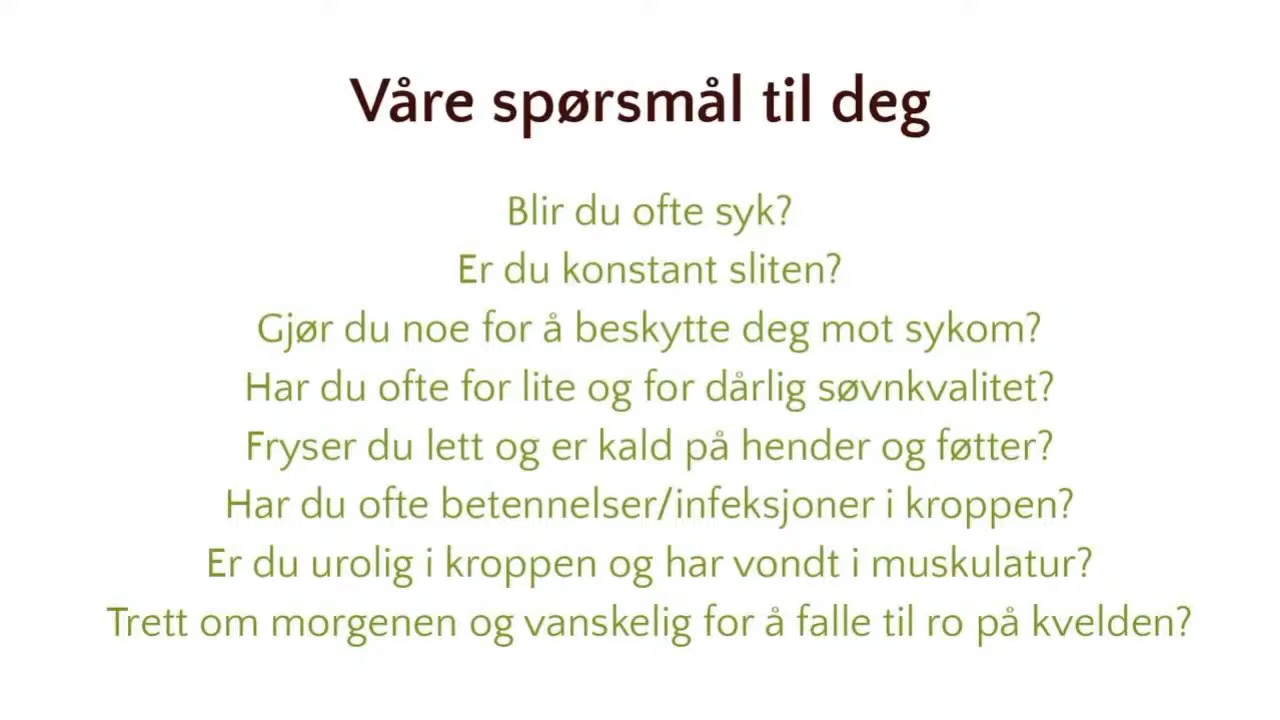 Våre spørsmål til deg
Blir du ofte syk?
Er du konstant sliten?
Gjør du noe for å beskytte deg mot sykom?
Har du ofte for lite og for dårlig søvnkvalitet?
Fryser du lett og er kald på hender og føtter?
Har du ofte betennelser/infeksjoner i kroppen?
Er du urolig i kroppen og har vondt i muskulatur?
Trett om morgenen og vanskelig for å falle til ro på kvelden?